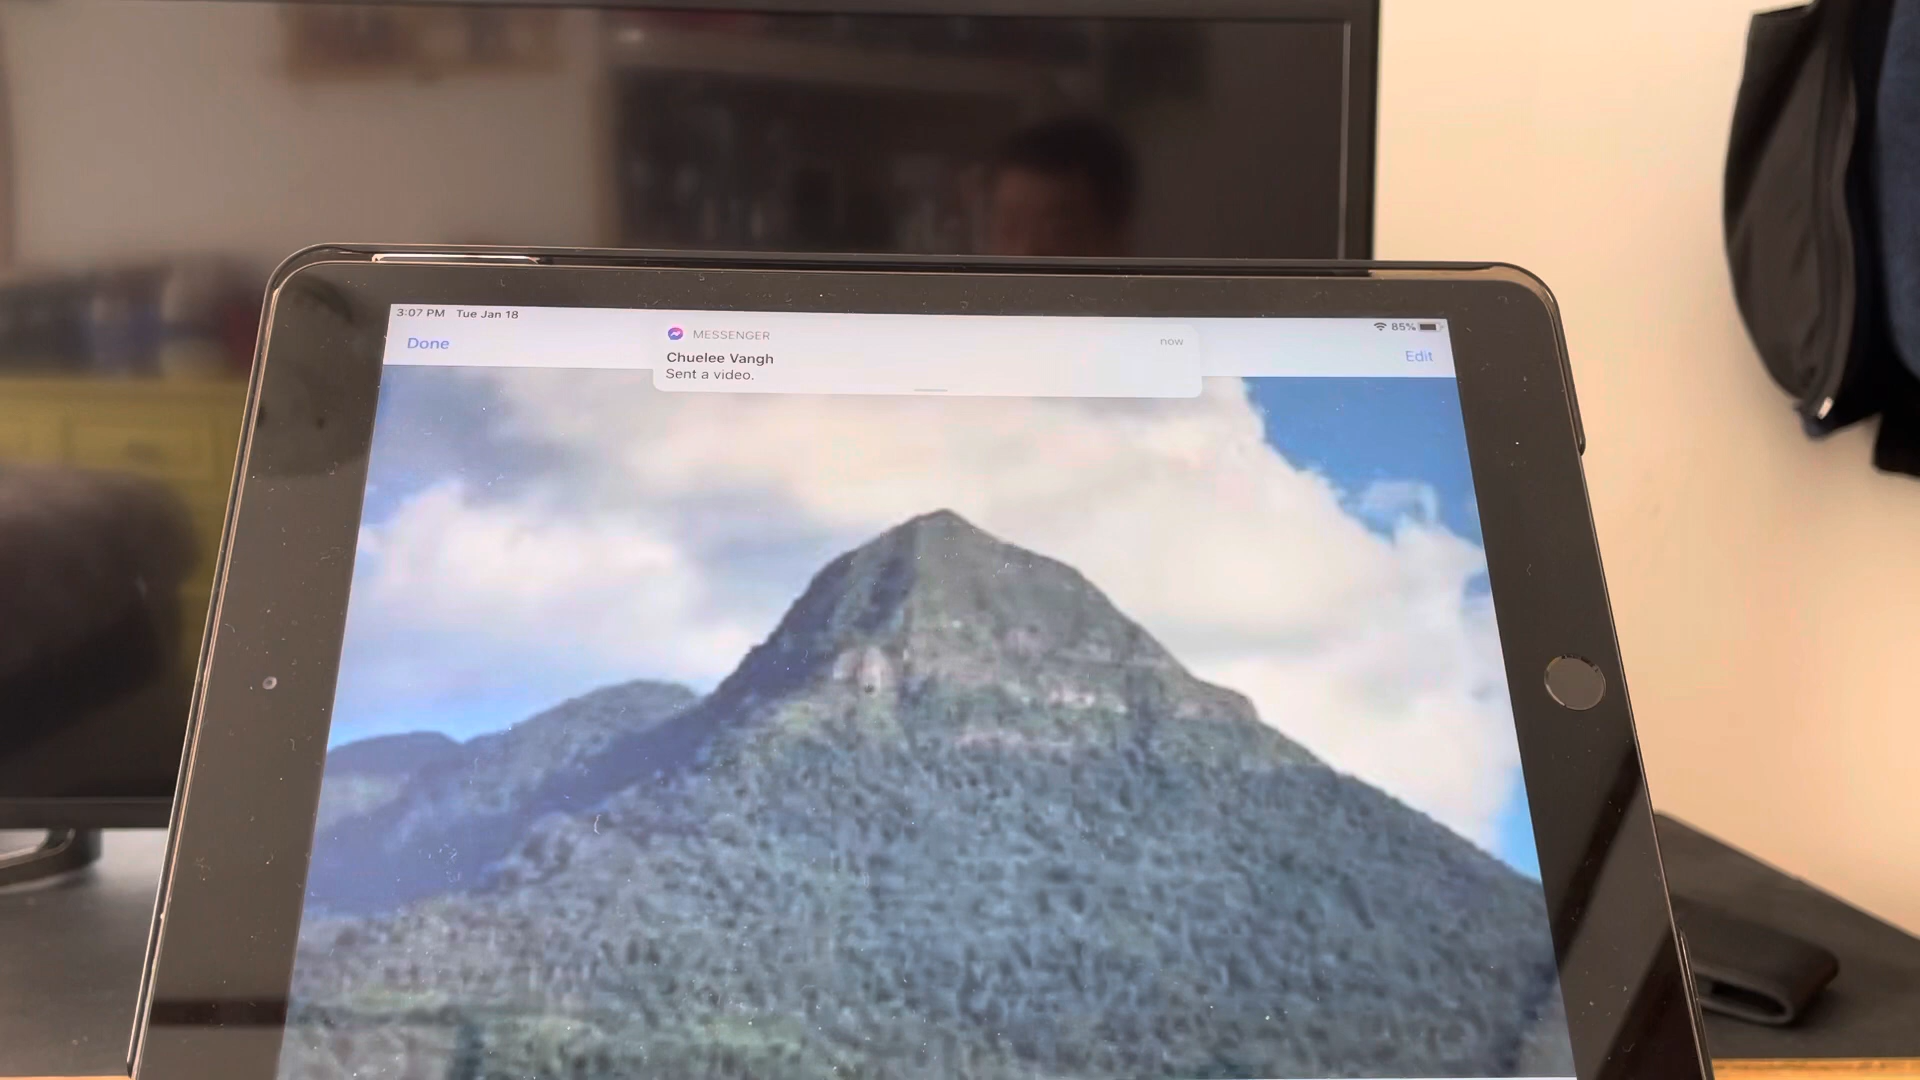 3:07 PM Tue Jan 18
85%
MESSENGER
now
Done
Chuelee Vangh
Edit
Sent a video.